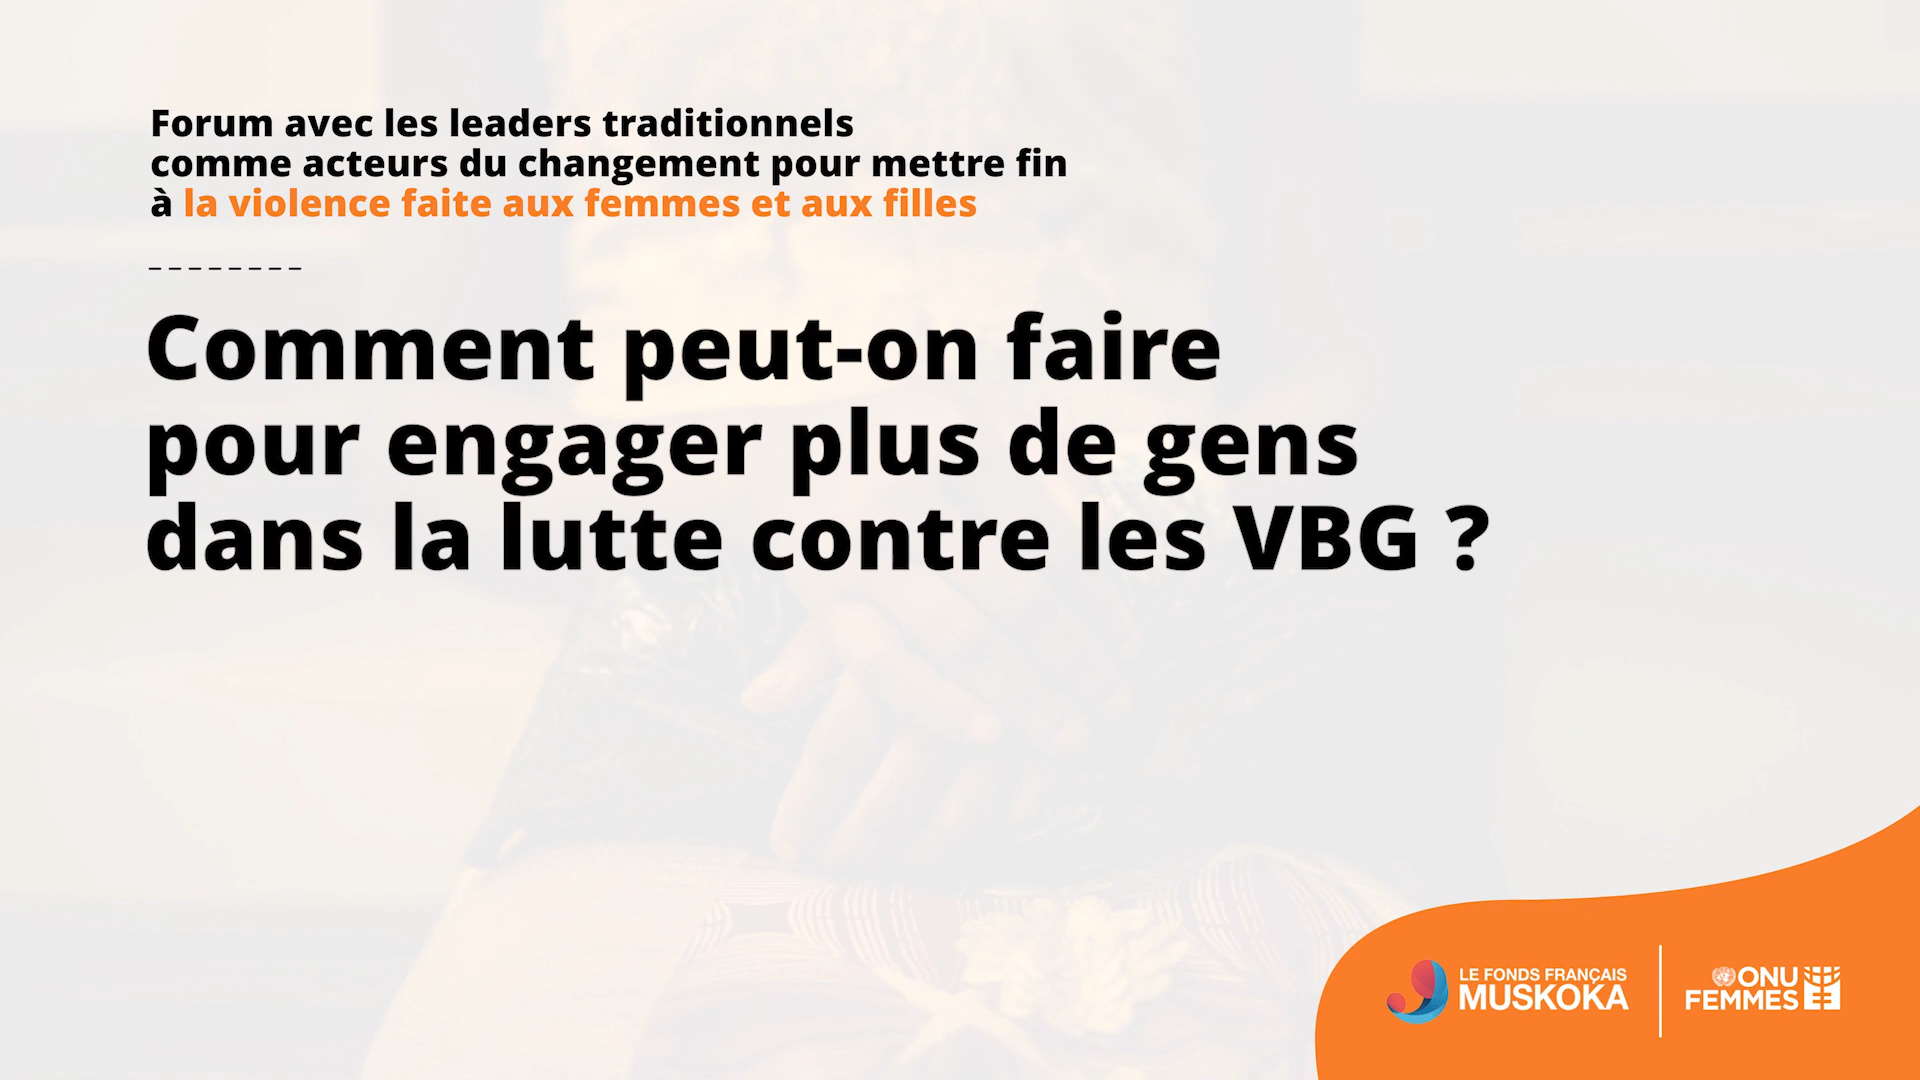 Forum avec les leaders traditionnels
comme acteurs du changement pour mettre fin
à la violence faite aux femmes et aux filles
Comment peut-on faire
pour engager plus de gens
dans la lutte contre les VBG ?
LE FONDS FRANÇAIS
MUSKOKA
ONU
FEMMES